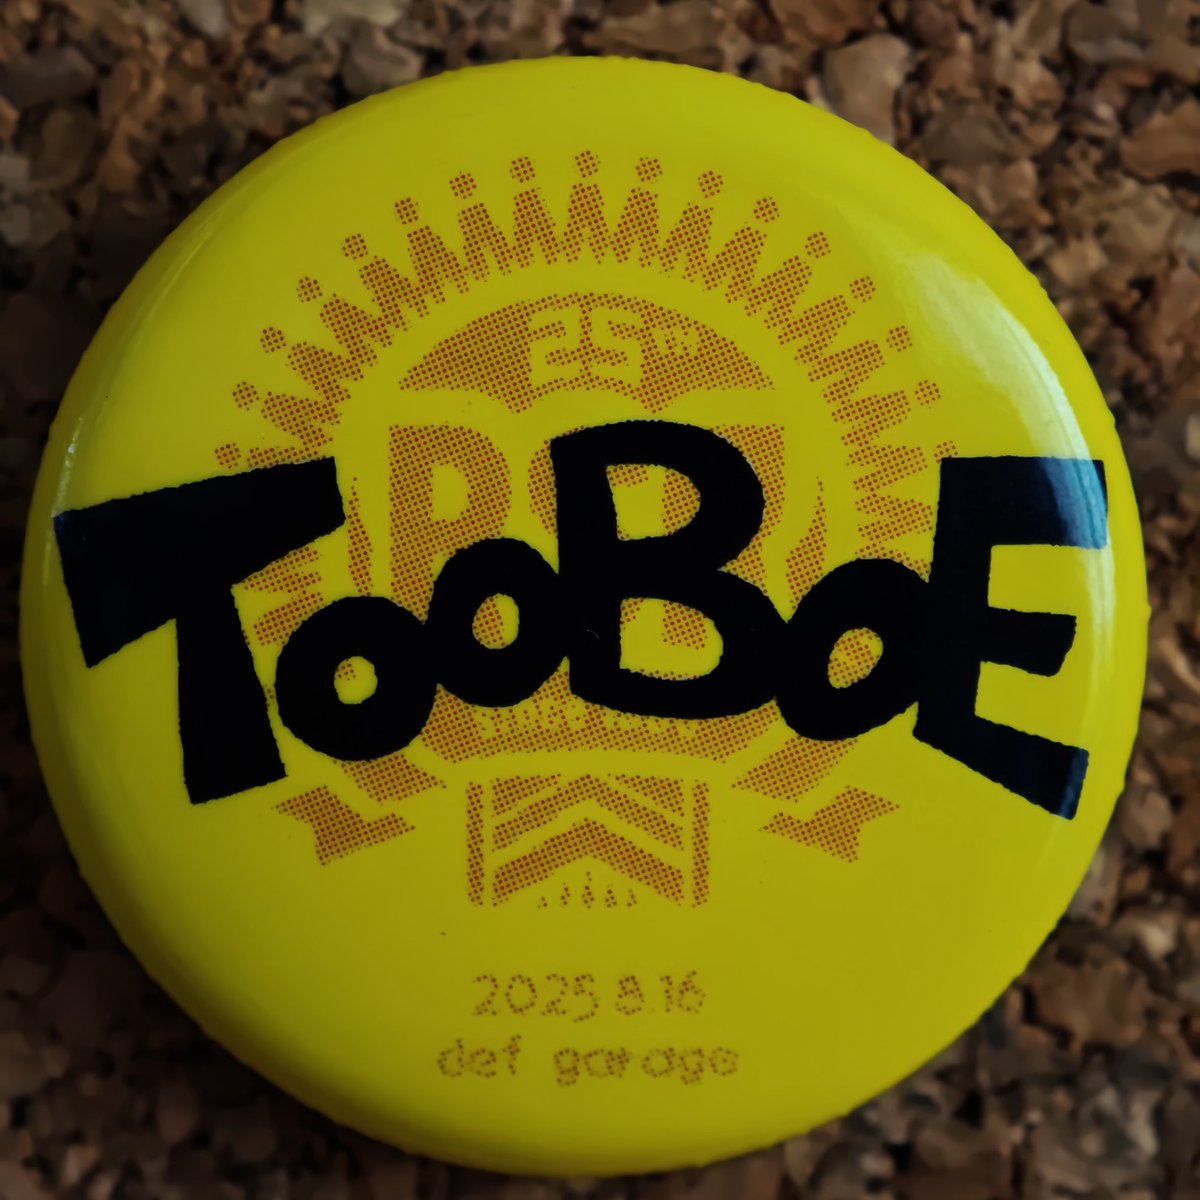 25TH
TooBoE
2025 8.16
def garage